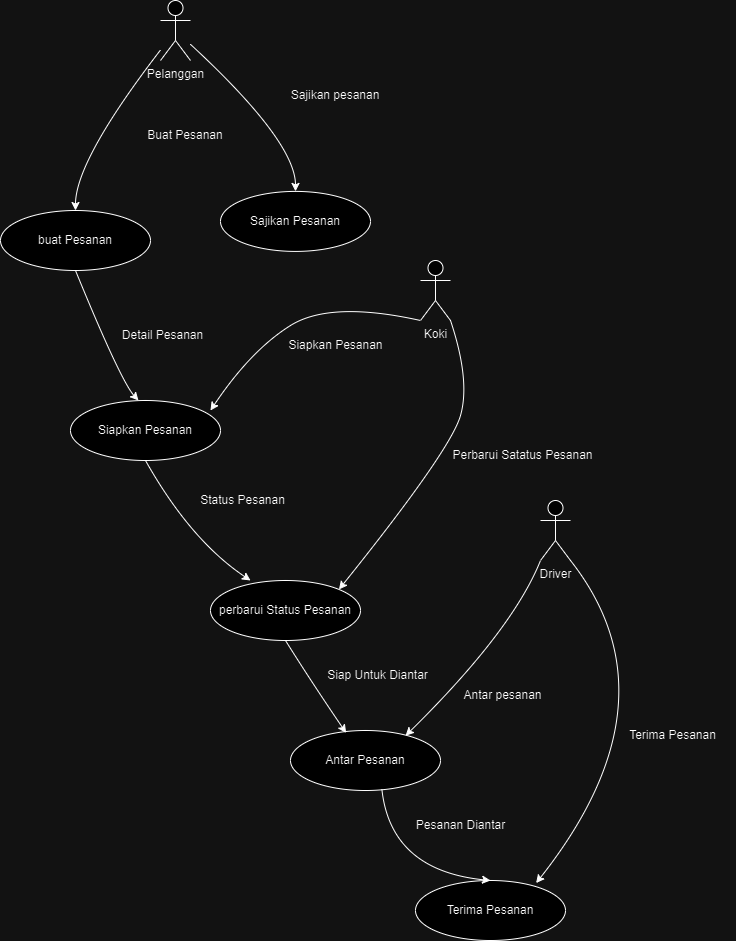 Pelanggan
Sajikan pesanan
Buat Pesanan
Sajikan Pesanan
buat Pesanan
Detail Pesanan
Koki
Siapkan Pesanan
Siapkan Pesanan
Perbarui Satatus Pesanan
Status Pesanan
Driver
perbarui Status Pesanan
Siap Untuk Diantar
Antar pesanan
Terima Pesanan
Antar Pesanan
Pesanan Diantar
Terima Pesanan